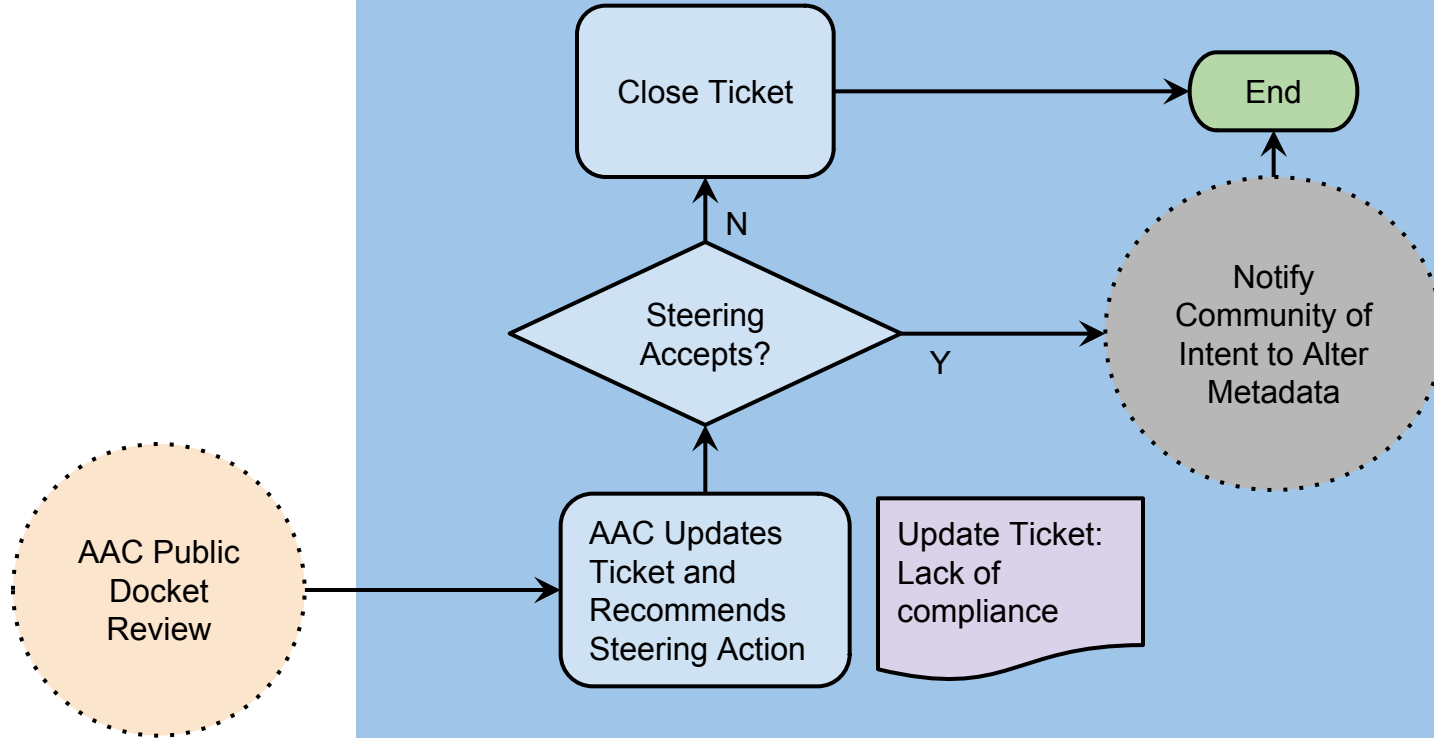 Close Ticket
End
N
Steering
Accepts?
Y
Notify
Community of
Intent to Alter
Metadata
AAC Public
Docket
Review
AAC Updates
Ticket and
Recommends
Steering Action
Update Ticket:
Lack of
compliance